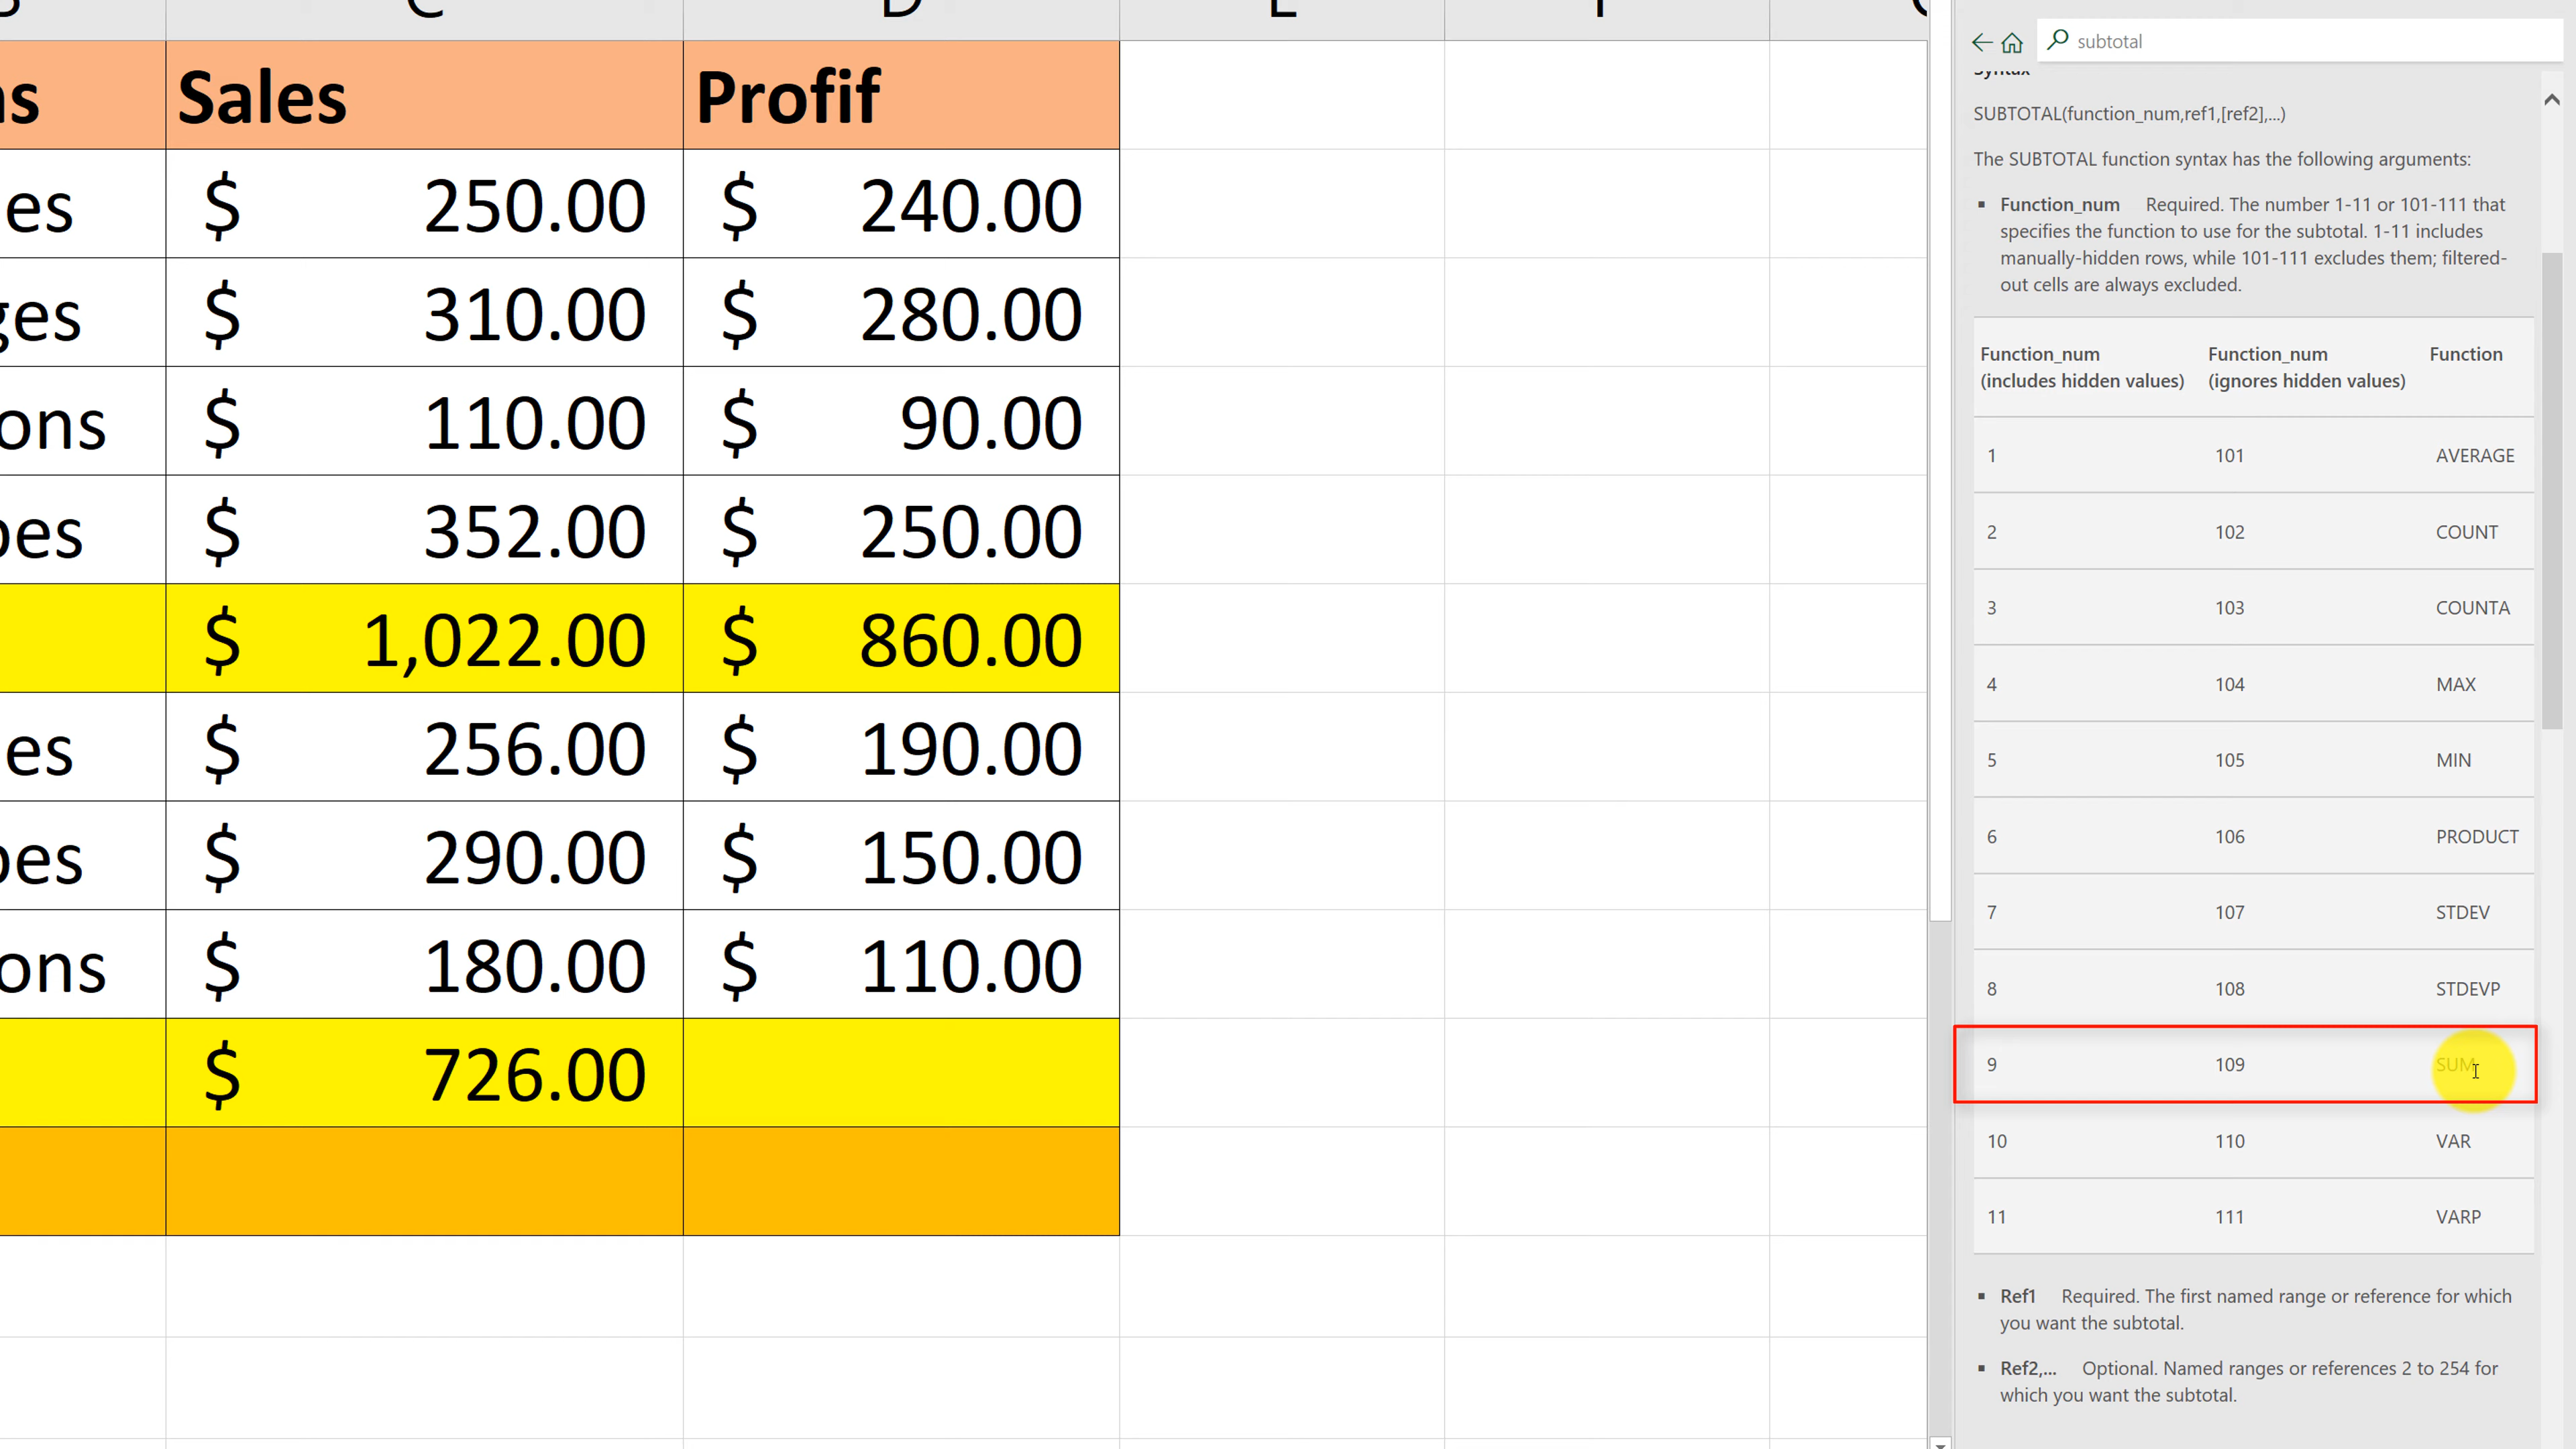 C D E
Sales Profif
es $ 250.00 $ 240.00
ges $ 310.00 $ 280.00
ons $ 110.00 $ 90.00
pes $ 352.00 $ 250.00
$ 1,022.00 $ 860.00
es $ 256.00 $ 190.00
pes $ 290.00 $ 150.00
ons $ 180.00 $ 110.00
$ 726.00
subtotal
Syntax
SUBTOTAL(function_num,ref1,[ref2],...)
The SUBTOTAL function syntax has the following arguments:
▪ Function_num Required. The number 1-11 or 101-111 that
specifies the function to use for the subtotal. 1-11 includes
manually-hidden rows, while 101-111 excludes them; filtered-
out cells are always excluded.
Function_num Function_num Function
(includes hidden values) (ignores hidden values)
1 101 AVERAGE
2 102 COUNT
3 103 COUNTA
4 104 MAX
5 105 MIN
6 106 PRODUCT
7 107 STDEV
8 108 STDEVP
9 109 SUM
10 110 VAR
11 111 VARP
▪ Ref1 Required. The first named range or reference for which
you want the subtotal.
▪ Ref2,... Optional. Named ranges or references 2 to 254 for
which you want the subtotal.